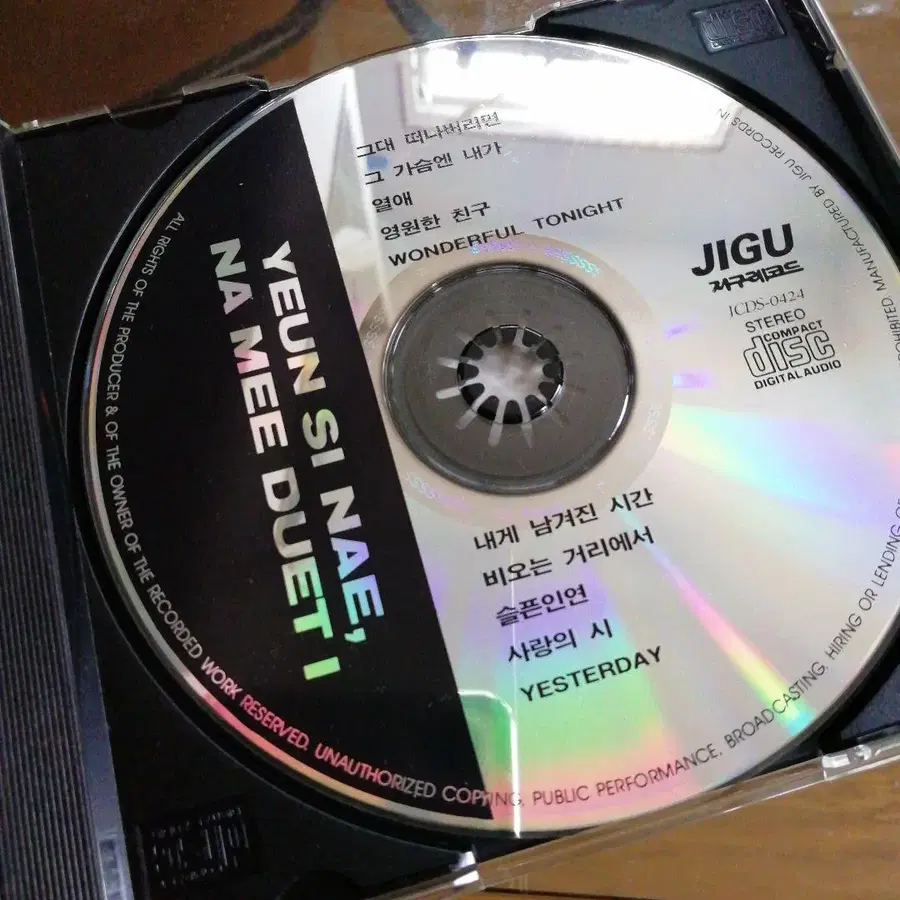 그대 떠나버리면
그 가슴엔 내가
열애
영원한 친구
WONDERFUL TONIGHT
YEUN SI NAE,
NA MEE DUET I
JIGU
지구레코드
JCDS-0424
STEREO
COMPACT
disc
DIGITAL AUDIO
내게 남겨진 시간
비오는 거리에서
슬픈인연
사랑의 시
YESTERDAY
ALL RIGHTS OF THE PRODUCER & OF THE OWNER OF THE RECORDED WORK RESERVED. UNAUTHORIZED COPYING, PUBLIC PERFORMANCE, BROADCASTING, HIRING OR LENDING
MANUFACTURED BY JIGU RECORDS IN